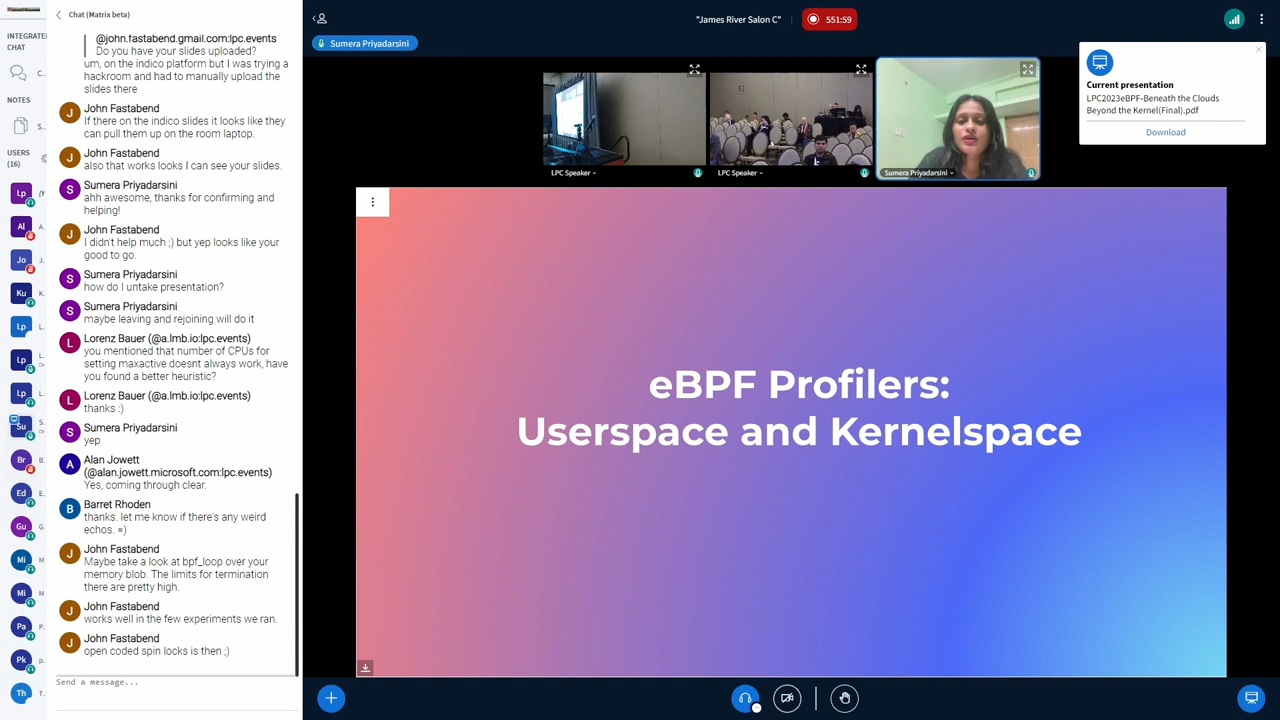 Chat (Matrix beta)
INTEGRATE
CHAT
C...
NOTES
S...
USERS
(16)
@john.fastabend.gmail.com:lpc.events
Do you have your slides uploaded?
um, on the indico platform but I was trying a
hackroom and had to manually upload the
slides there
John Fastabend
If there on the indico slides it looks like they
can pull them up on the room laptop.
John Fastabend
also that works looks I can see your slides.
Sumera Priyadarsini
ahh awesome, thanks for confirming and
helping!
John Fastabend
I didn't help much ;) but yep looks like your
good to go.
Sumera Priyadarsini
how do I untake presentation?
Sumera Priyadarsini
maybe leaving and rejoining will do it
Lorenz Bauer (@a.lmb.io:lpc.events)
you mentioned that number of CPUs for
setting maxactive doesnt always work, have
you found a better heuristic?
Lorenz Bauer (@a.lmb.io:lpc.events)
thanks :)
Sumera Priyadarsini
yep
Alan Jowett
(@alan.jowett.microsoft.com:lpc.events)
Yes, coming through clear.
Barret Rhoden
thanks. let me know if there's any weird
echos. =)
John Fastabend
Maybe take a look at bpf_loop over your
memory blob. The limits for termination
there are pretty high.
John Fastabend
works well in the few experiments we ran.
John Fastabend
open coded spin locks is then ;)
Send a message...
"James River Salon C"
551:59
Sumera Priyadarsini
LPC Speaker
LPC Speaker
Sumera Priyadarsini
Current presentation
LPC2023eBPF-Beneath the Clouds
Beyond the Kernel(Final).pdf
Download
eBPF Profilers:
Userspace and Kernelspace